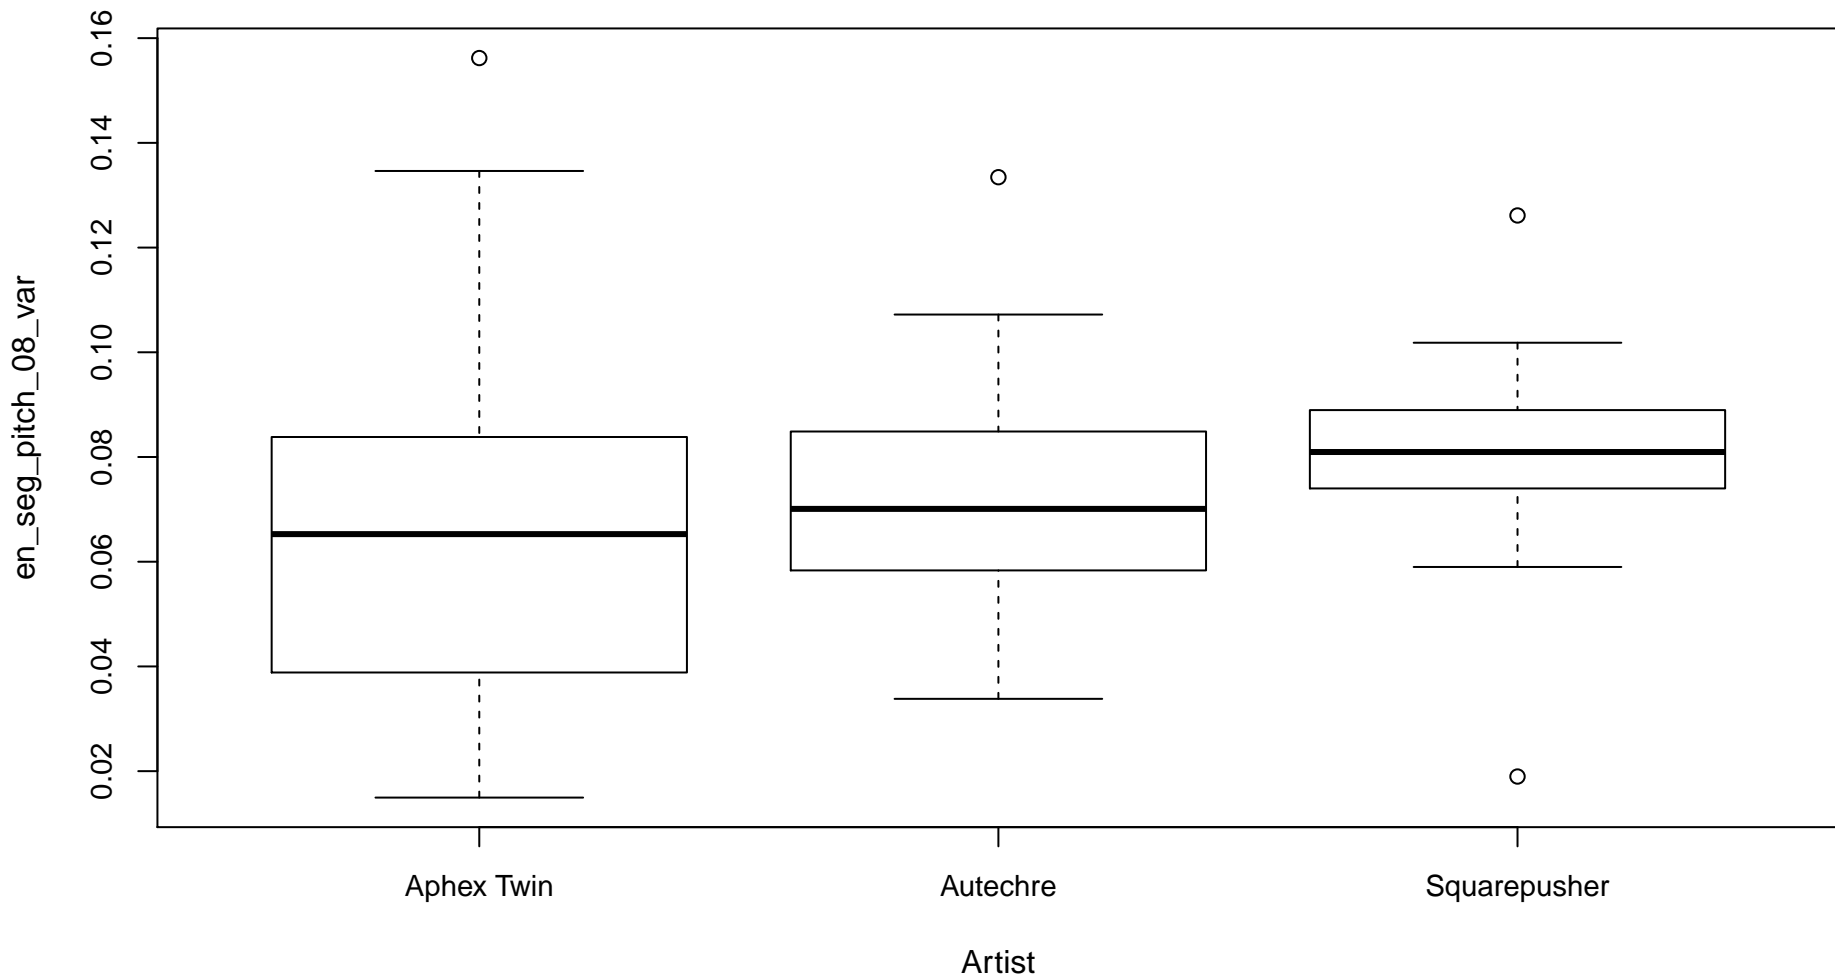 en_seg_pitch_08_var
0.16
0.14
0.12
0.10
0.08
0.06
0.04
0.02
Aphex Twin
Autechre
Squarepusher
Artist